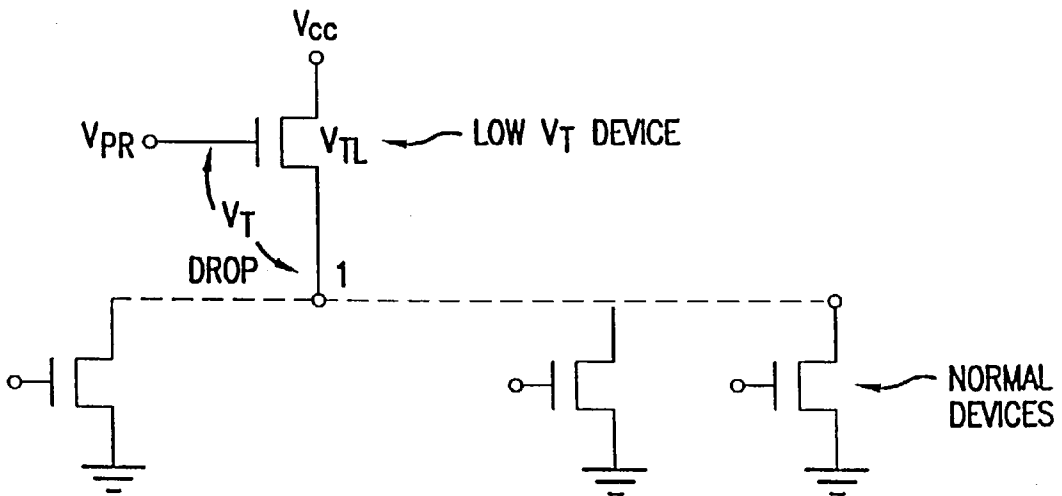 Vcc
VPR
VTL
LOW VT DEVICE
VT
DROP
1
NORMAL
DEVICES